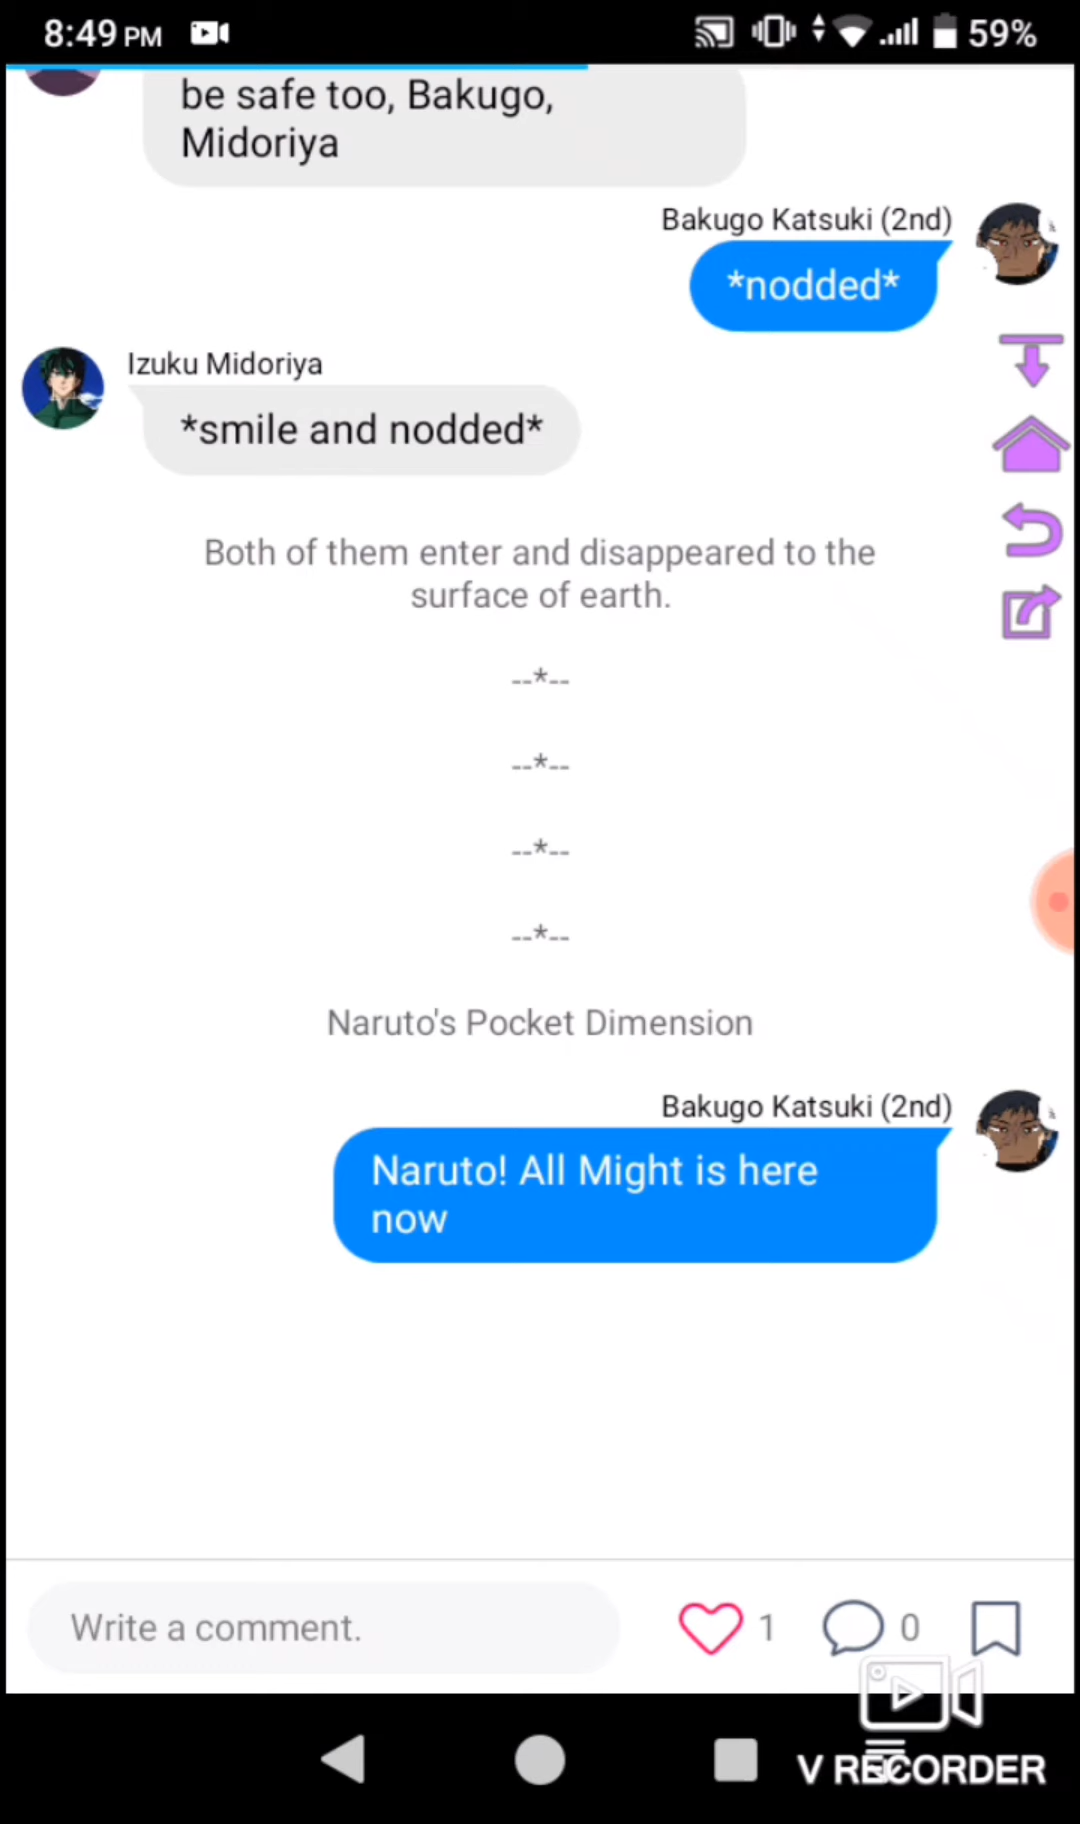 8:49 PM
59%
be safe too, Bakugo,
Midoriya
Bakugo Katsuki (2nd)
*nodded*
Izuku Midoriya
*smile and nodded*
Both of them enter and disappeared to the
surface of earth.
--*--
--*--
--*--
--*--
Naruto's Pocket Dimension
Bakugo Katsuki (2nd)
Naruto! All Might is here
now
Write a comment.
1
0
V RECORDER